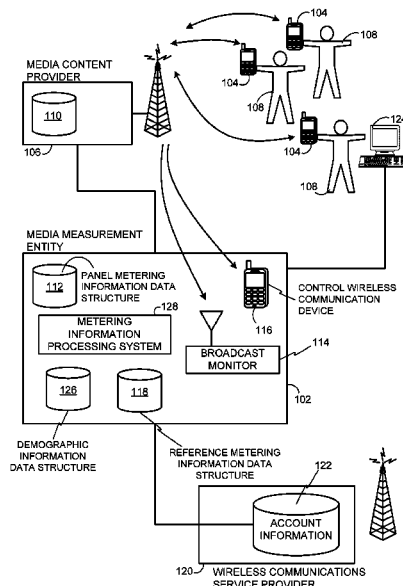 104
108
MEDIA CONTENT
PROVIDER
104
124
110
104
106
108
108
MEDIA MEASUREMENT
ENTITY
112
PANEL METERING
INFORMATION DATA
STRUCTURE
128
METERING
INFORMATION
PROCESSING SYSTEM
116
CONTROL WIRELESS
COMMUNICATION
DEVICE
BROADCAST
MONITOR
114
126
118
102
DEMOGRAPHIC
INFORMATION
DATA STRUCTURE
REFERENCE METERING
INFORMATION DATA
STRUCTURE
122
ACCOUNT
INFORMATION
120
WIRELESS COMMUNICATIONS
SERVICE PROVIDER